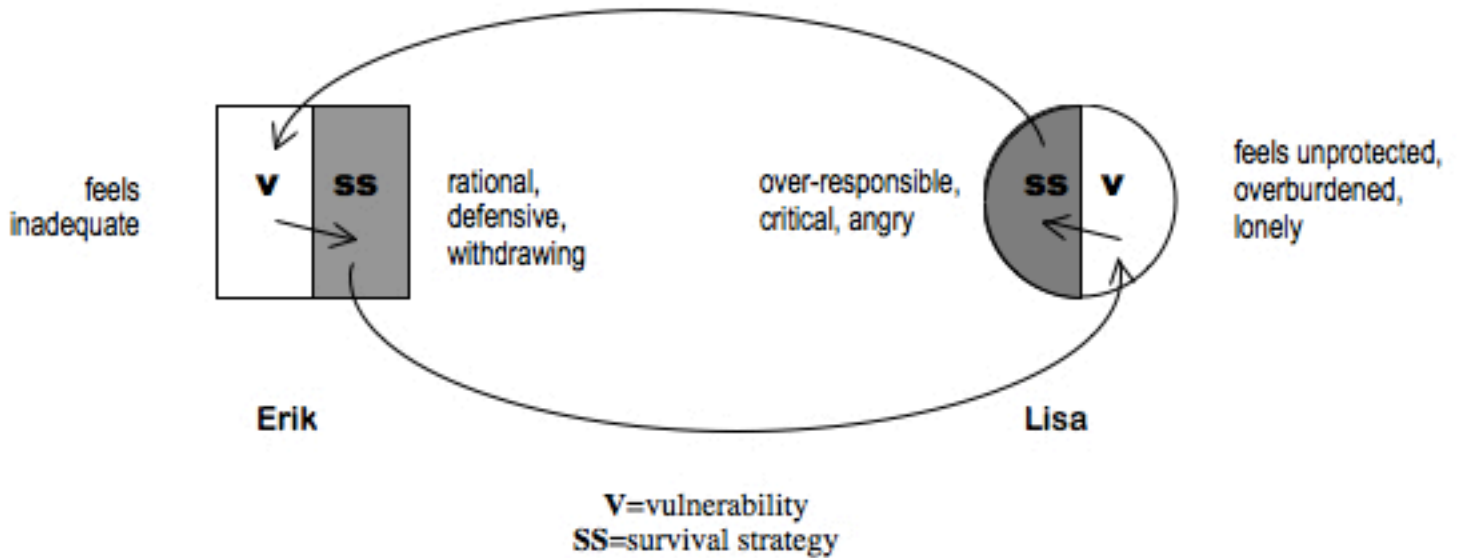 feels
inadequate
v
ss
rational,
defensive,
withdrawing
over-responsible,
critical, angry
ss
v
feels unprotected,
overburdened,
lonely
Erik
Lisa
V=vulnerability
SS=survival strategy